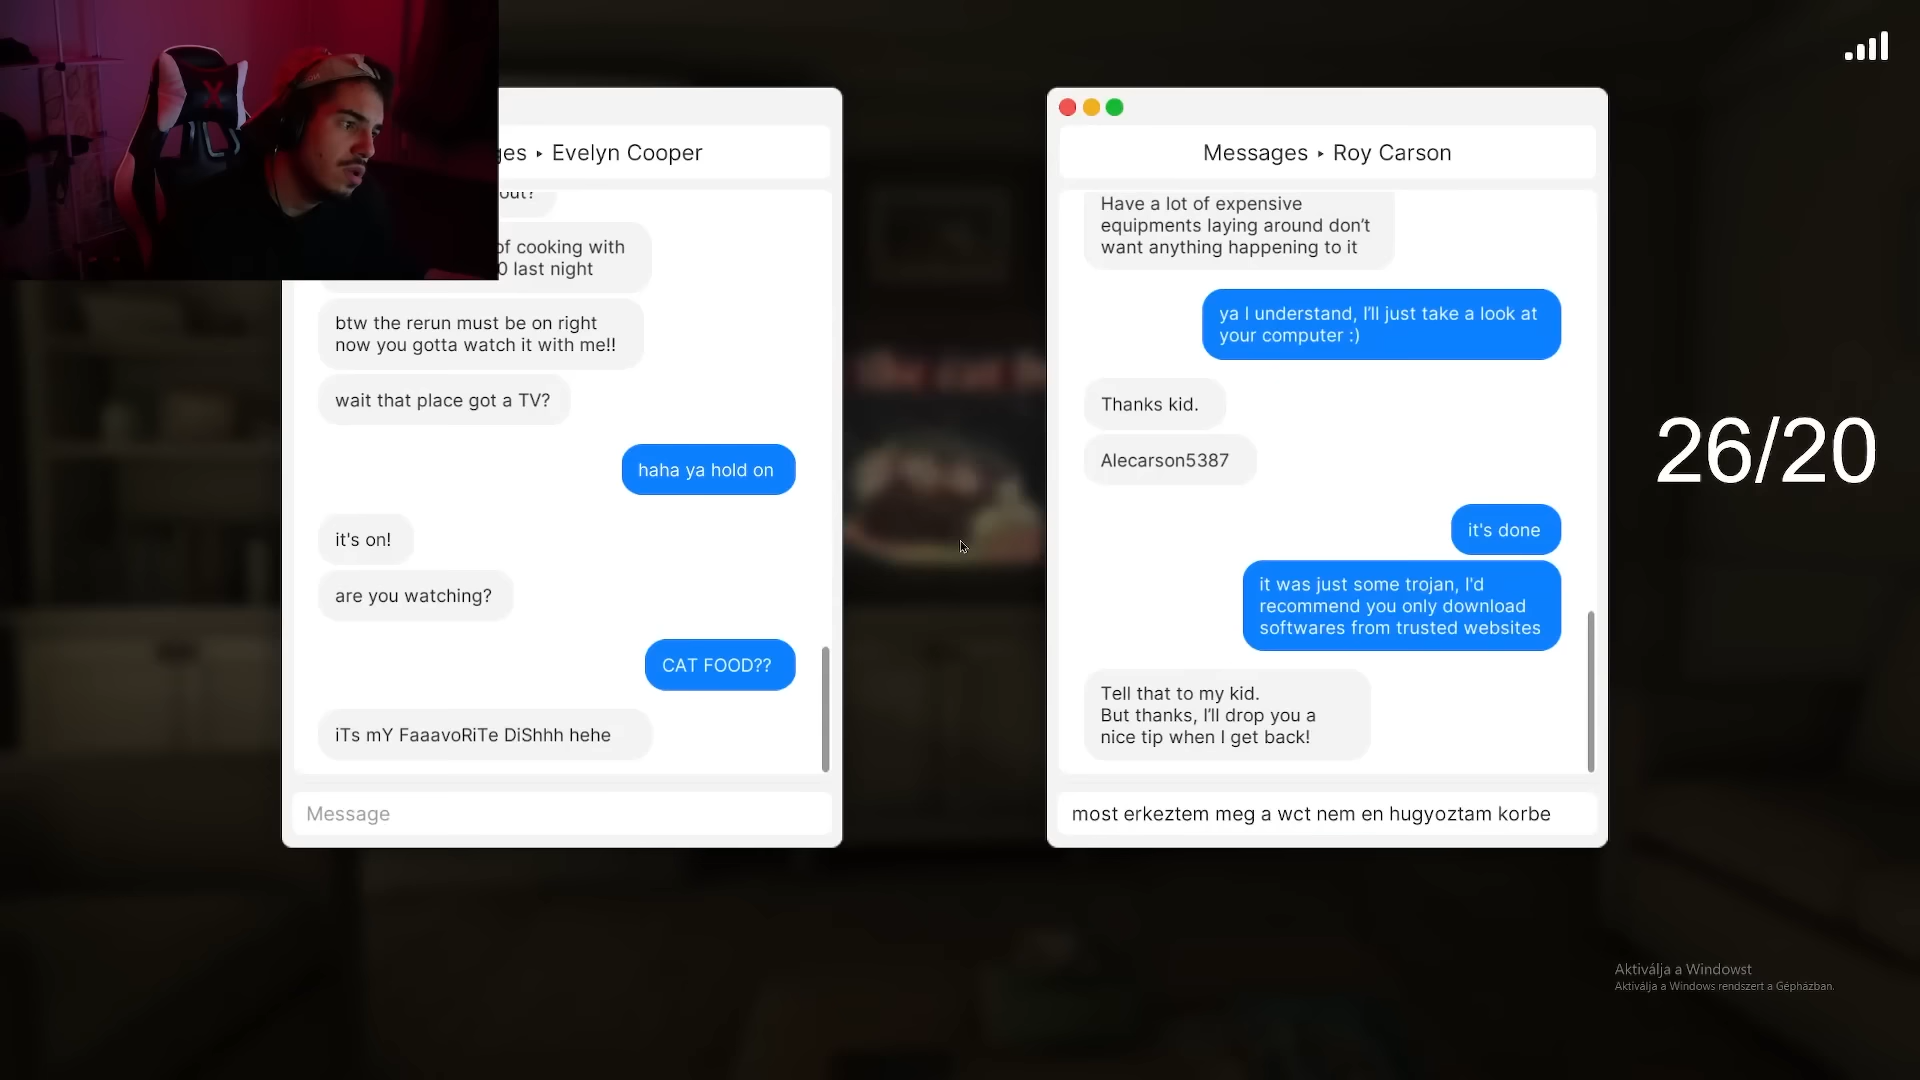 ges ▸ Evelyn Cooper
out?
of cooking with
0 last night
btw the rerun must be on right
now you gotta watch it with me!!
wait that place got a TV?
haha ya hold on
it's on!
are you watching?
CAT FOOD??
iTs mY FaaavoRiTe DiShhh hehe
Message
Messages ▸ Roy Carson
Have a lot of expensive
equipments laying around don't
want anything happening to it
ya I understand, I'll just take a look at
your computer :)
Thanks kid.
Alecarson5387
it's done
it was just some trojan, I'd
recommend you only download
softwares from trusted websites
Tell that to my kid.
But thanks, I'll drop you a
nice tip when I get back!
most erkeztem meg a wct nem en hugyoztam korbe
26/20
Aktiválja a Windowst
Aktiválja a Windows rendszert a Gépházban.